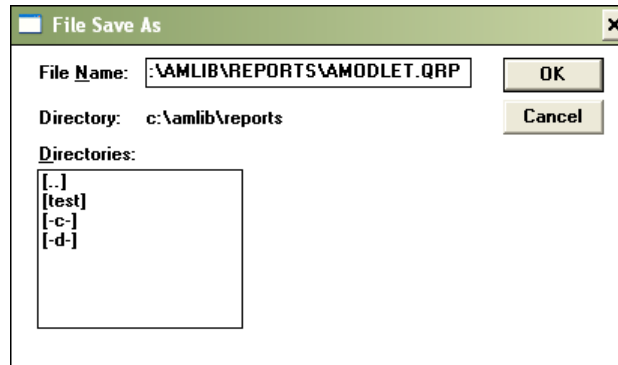 File Save As
File Name: :\AMLIB\REPORTS\AMODLET.QRP OK
Directory: c:\amlib\reports Cancel
Directories:
[..]
[test]
[-c-]
[-d-]